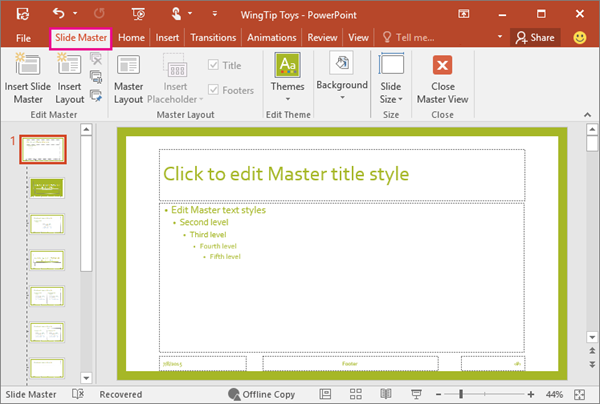 WingTip Toys - PowerPoint
File Slide Master Home Insert Transitions Animations Review View Tell me... Share
Insert Slide Master
Insert Layout
Master Layout
Insert Placeholder
Title
Footers
Themes
Background
Slide Size
Close Master View
Edit Master Master Layout Edit Theme Size Close
1
Click to edit Master title style
• Edit Master text styles
• Second level
• Third level
• Fourth level
• Fifth level
Footer
Slide Master Recovered Offline Copy 44%